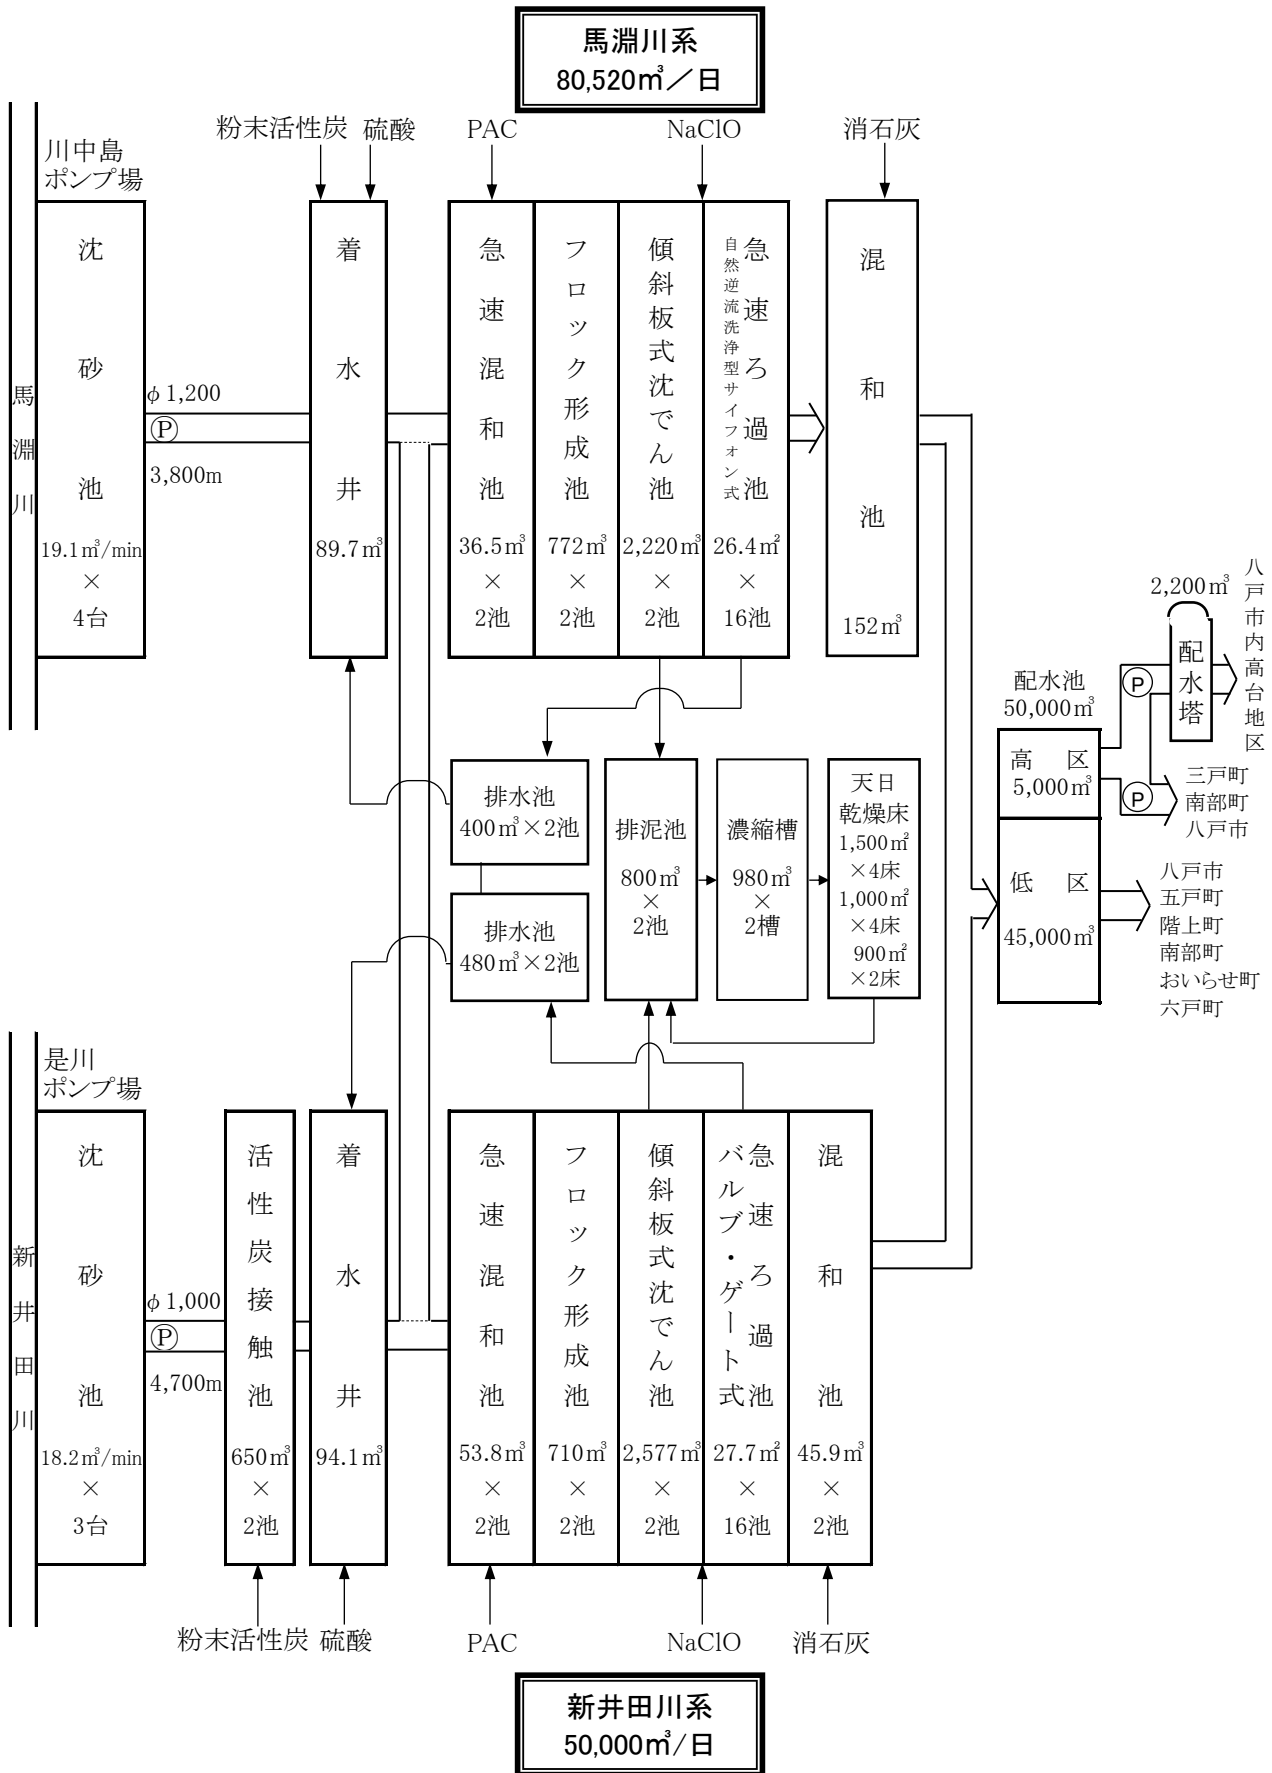 馬淵川系
80,520㎥／日
粉末活性炭
硫酸
PAC
NaClO
消石灰
川中島
ポンプ場
馬淵川
沈砂池
19.1㎥/min
×
4台
φ1,200
Ⓟ
3,800m
着水井
89.7㎥
急速混和池
36.5㎥
×
2池
フロック形成池
772㎥
×
2池
傾斜板式沈でん池
2,220㎥
×
2池
急速ろ過池
自然逆流洗浄型サイフォン式
26.4㎡
×
16池
混和池
152㎥
排水池
400㎥×2池
排水池
480㎥×2池
排泥池
800㎥
×
2池
濃縮槽
980㎥
×
2槽
天日
乾燥床
1,500㎡
×4床
1,000㎡
×4床
900㎡
×2床
配水池
50,000㎥
高区
5,000㎥
低区
45,000㎥
Ⓟ
Ⓟ
2,200㎥
配水塔
八戸市内高台地区
三戸町
南部町
八戸市
八戸市
五戸町
階上町
南部町
おいらせ町
六戸町
是川
ポンプ場
新井田川
沈砂池
18.2㎥/min
×
3台
φ1,000
Ⓟ
4,700m
活性炭接触池
650㎥
×
2池
着水井
94.1㎥
急速混和池
53.8㎥
×
2池
フロック形成池
710㎥
×
2池
傾斜板式沈でん池
2,577㎥
×
2池
急速ろ過池
バルブ・ゲート式
27.7㎡
×
16池
混和池
45.9㎥
×
2池
粉末活性炭
硫酸
PAC
NaClO
消石灰
新井田川系
50,000㎥/日